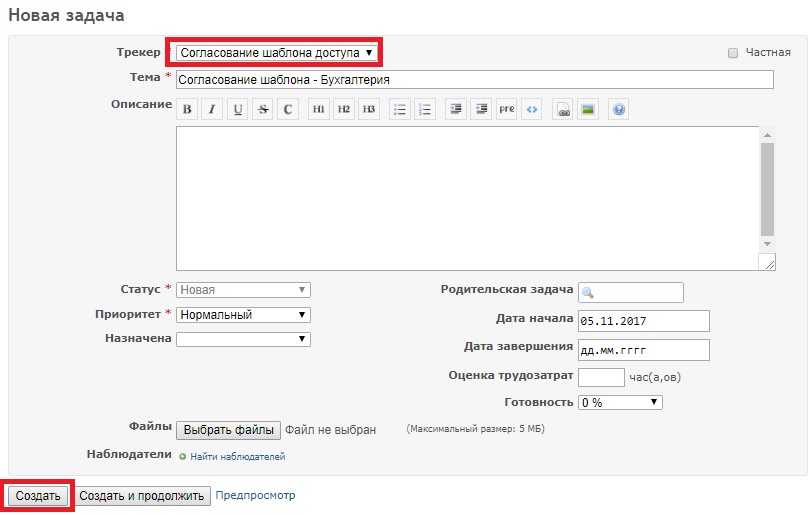 Новая задача
Трекер * Согласование шаблона доступа Частная
Тема * Согласование шаблона - Бухгалтерия
Описание B I U S C H1 H2 H3 pre <> ?
Статус * Новая Родительская задача
Приоритет * Нормальный Дата начала 05.11.2017
Назначена Дата завершения дд.мм.гггг
Оценка трудозатрат час(а,ов)
Готовность 0 %
Файлы Выбрать файлы Файл не выбран (Максимальный размер: 5 МБ)
Наблюдатели Найти наблюдателей
Создать Создать и продолжить Предпросмотр